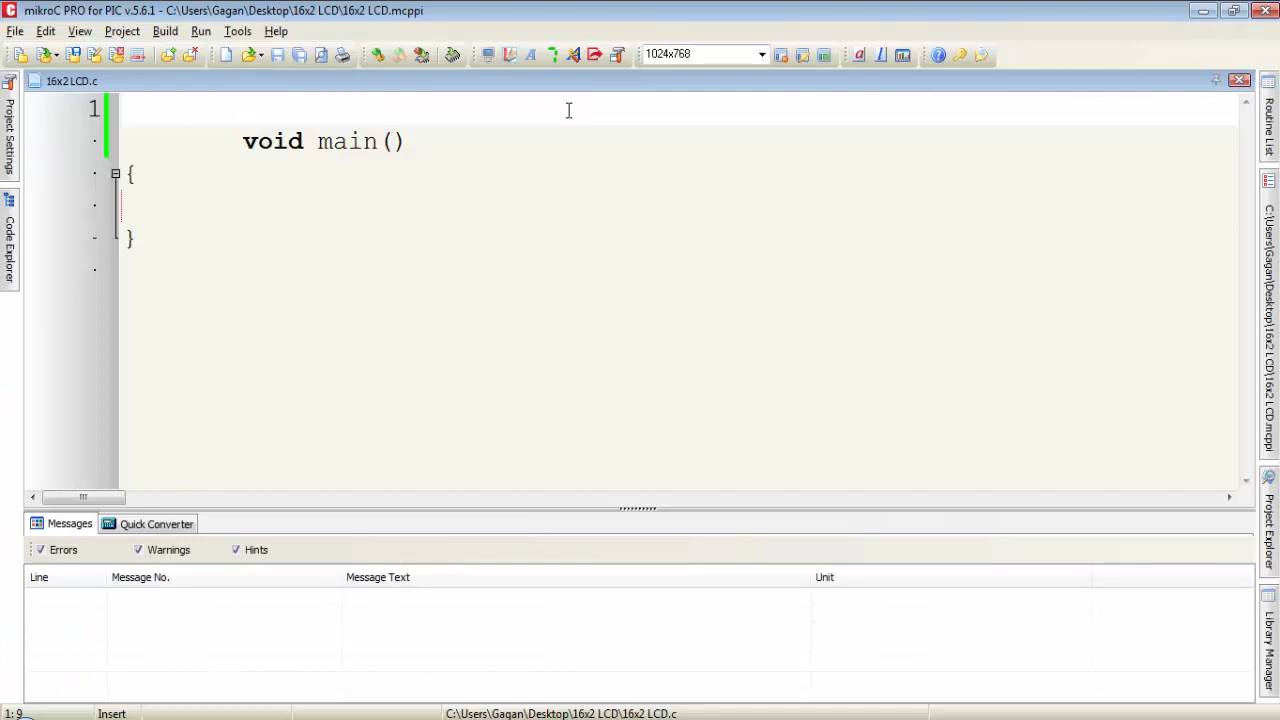 mikroC PRO for PIC v.5.6.1 - C:\Users\Gagan\Desktop\16x2 LCD\16x2 LCD.mcppi
File Edit View Project Build Run Tools Help
1024x768
16x2 LCD.c
1
void main()
{
}
Project Settings
Code Explorer
Routine List
C:\Users\Gagan\Desktop\16x2 LCD\16x2 LCD.mcppi
Project Explorer
Library Manager
Messages Quick Converter
Errors Warnings Hints
Line Message No. Message Text Unit
1: 9 Insert C:\Users\Gagan\Desktop\16x2 LCD\16x2 LCD.c